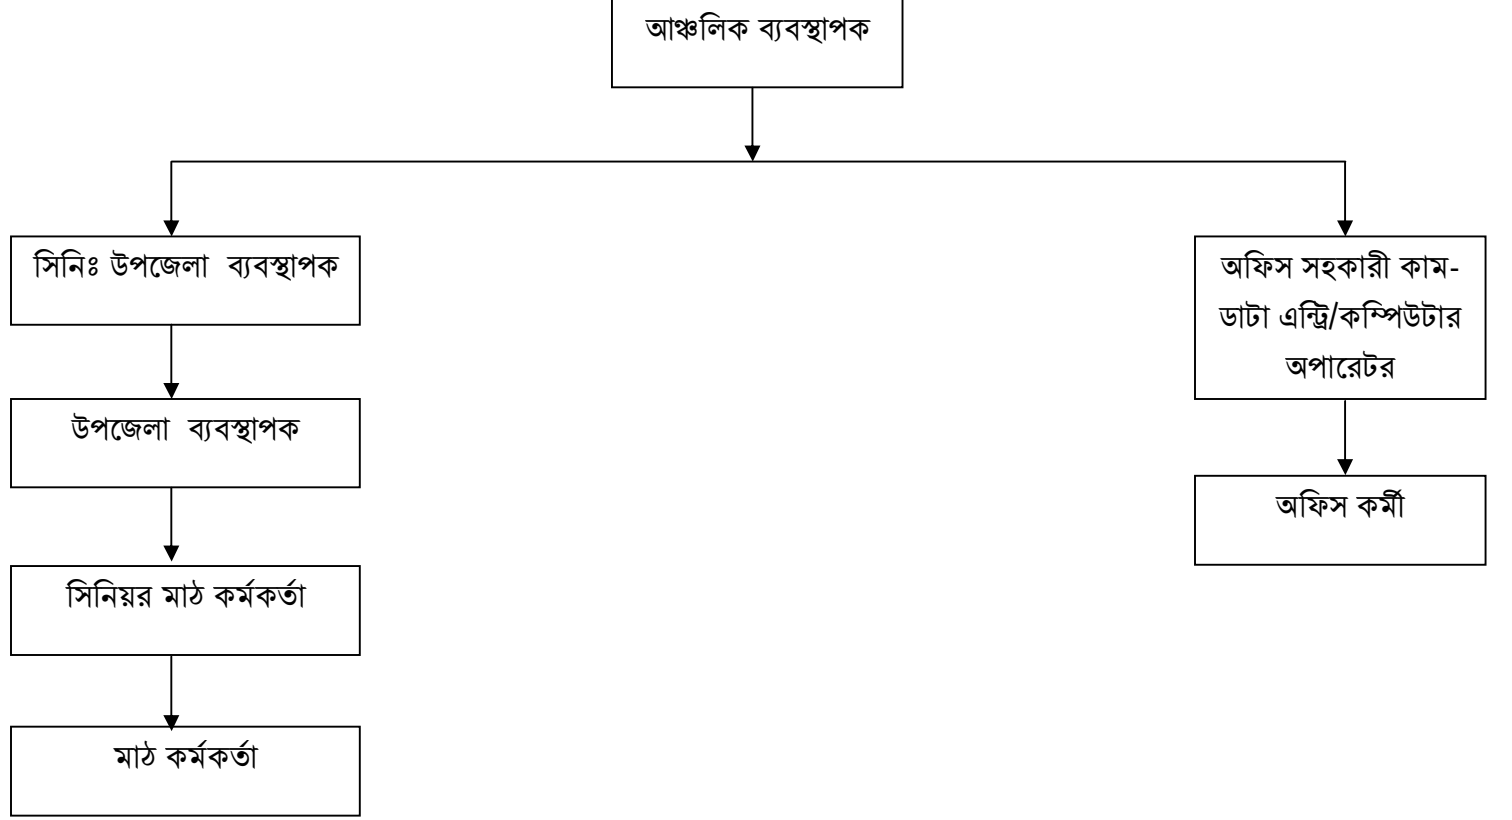 আঞ্চলিক ব্যবস্থাপক
সিনিঃ উপজেলা ব্যবস্থাপক
উপজেলা ব্যবস্থাপক
সিনিয়র মাঠ কর্মকর্তা
মাঠ কর্মকর্তা
অফিস সহকারী কাম-
ডাটা এন্ট্রি/কম্পিউটার
অপারেটর
অফিস কর্মী